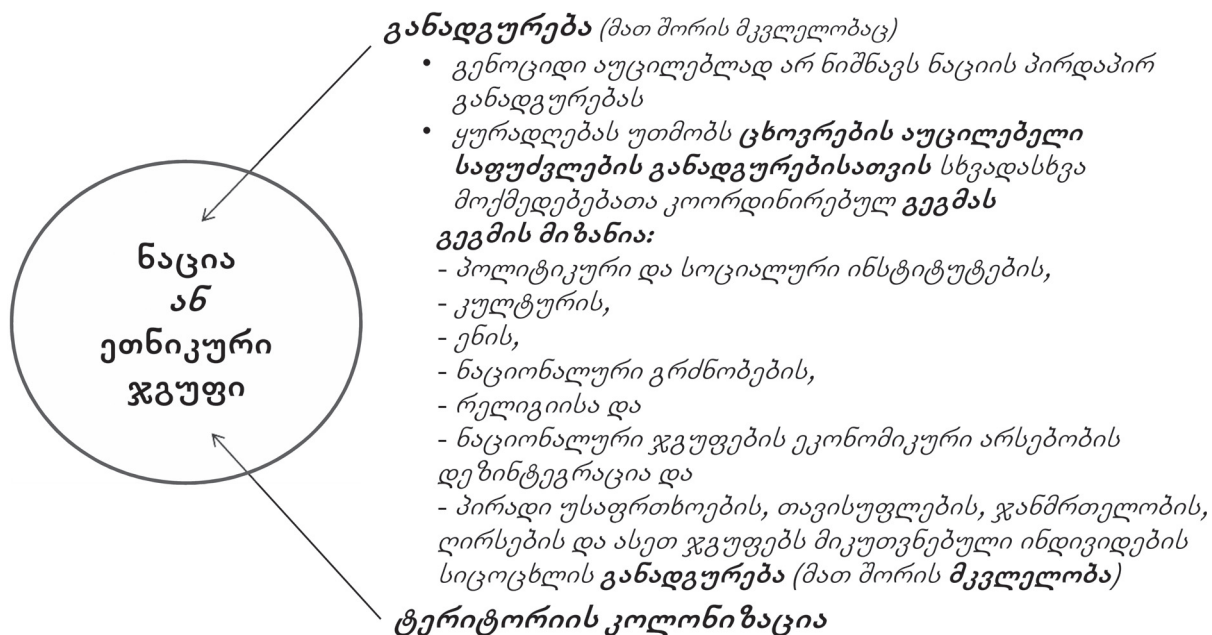 განადგურება (მათ შორის მკვლელობაც)
• გენოციდი აუცილებლად არ ნიშნავს ნაციის პირდაპირ
განადგურებას
• ყურადღებას უთმობს ცხოვრების აუცილებელი
საფუძვლების განადგურებისათვის სხვადასხვა
მოქმედებებათა კოორდინირებულ გეგმას
გეგმის მიზანია:
- პოლიტიკური და სოციალური ინსტიტუტების,
- კულტურის,
- ენის,
- ნაციონალური გრძნობების,
- რელიგიისა და
- ნაციონალური ჯგუფების ეკონომიკური არსებობის
დეზინტეგრაცია და
- პირადი უსაფრთხოების, თავისუფლების, ჯანმრთელობის,
ღირსების და ასეთ ჯგუფებს მიკუთვნებული ინდივიდების
სიცოცხლის განადგურება (მათ შორის მკვლელობა)
ტერიტორიის კოლონიზაცია
ნაცია
ან
ეთნიკური
ჯგუფი